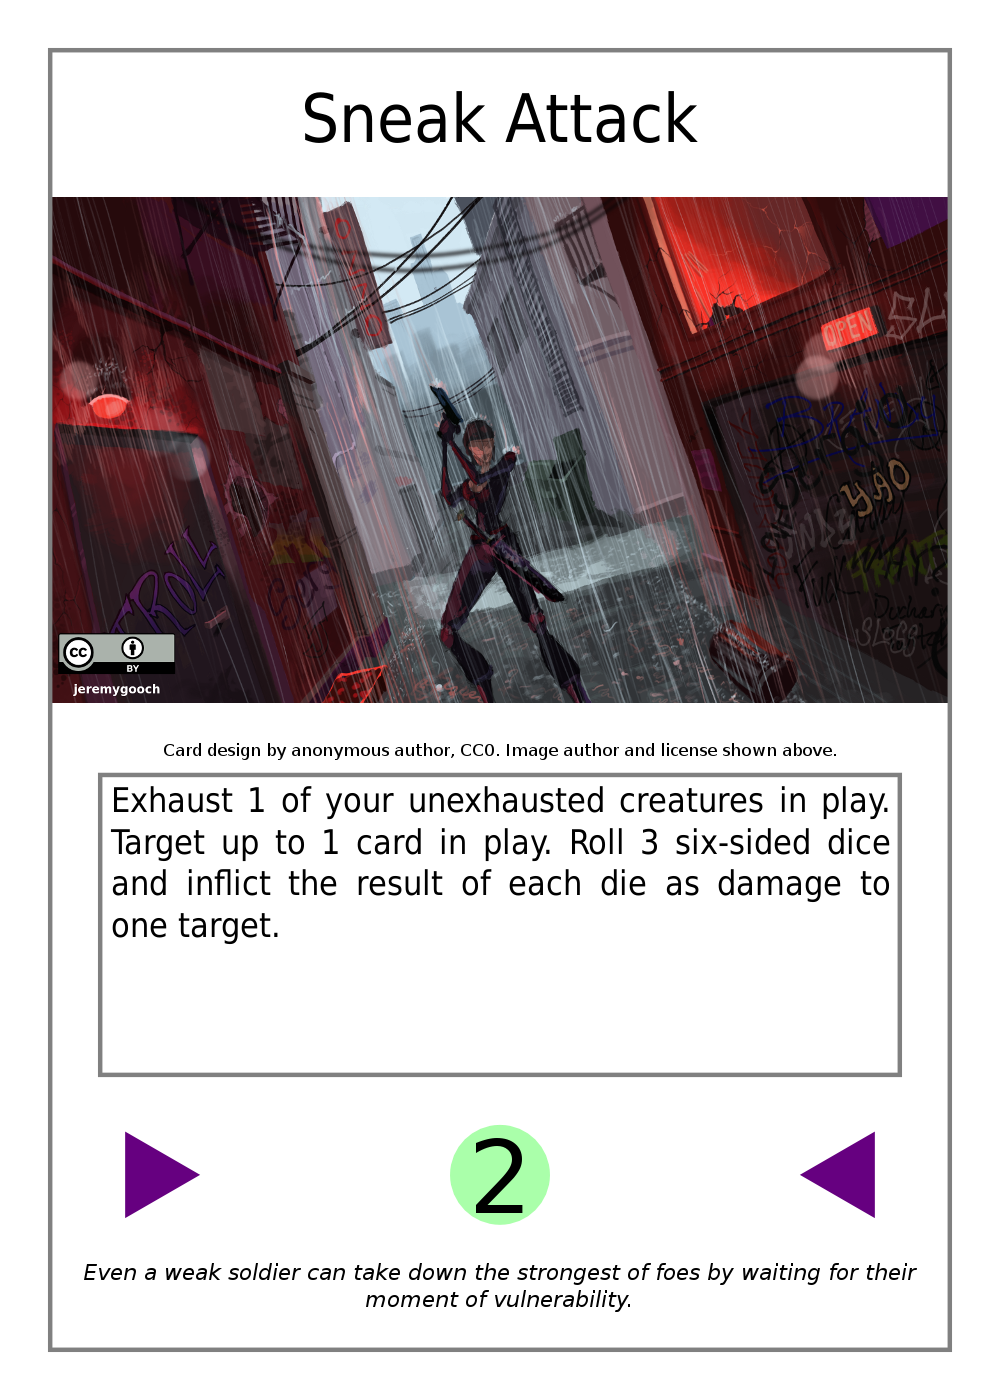 Sneak Attack
OPEN
YAO
TROLL
CC
BY
Jeremygooch
Card design by anonymous author, CC0. Image author and license shown above.
Exhaust 1 of your unexhausted creatures in play.
Target up to 1 card in play. Roll 3 six-sided dice
and inflict the result of each die as damage to
one target.
2
Even a weak soldier can take down the strongest of foes by waiting for their
moment of vulnerability.